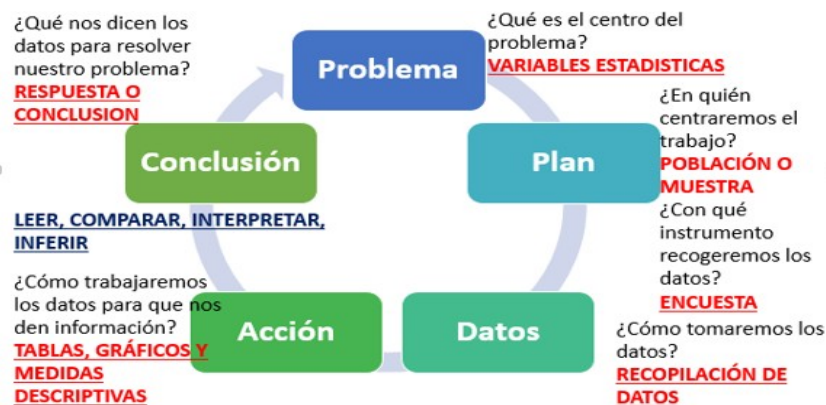 ¿Qué nos dicen los
datos para resolver
nuestro problema?
RESPUESTA O
CONCLUSION
Problema
¿Qué es el centro del
problema?
VARIABLES ESTADISTICAS
¿En quién
centraremos el
trabajo?
POBLACIÓN O
MUESTRA
Plan
¿Con qué
instrumento
recogeremos los
datos?
ENCUESTA
Datos
¿Cómo tomaremos los
datos?
RECOPILACIÓN DE
DATOS
Acción
¿Cómo trabajaremos
los datos para que nos
den información?
TABLAS, GRÁFICOS Y
MEDIDAS
DESCRIPTIVAS
Conclusión
LEER, COMPARAR, INTERPRETAR,
INFERIR